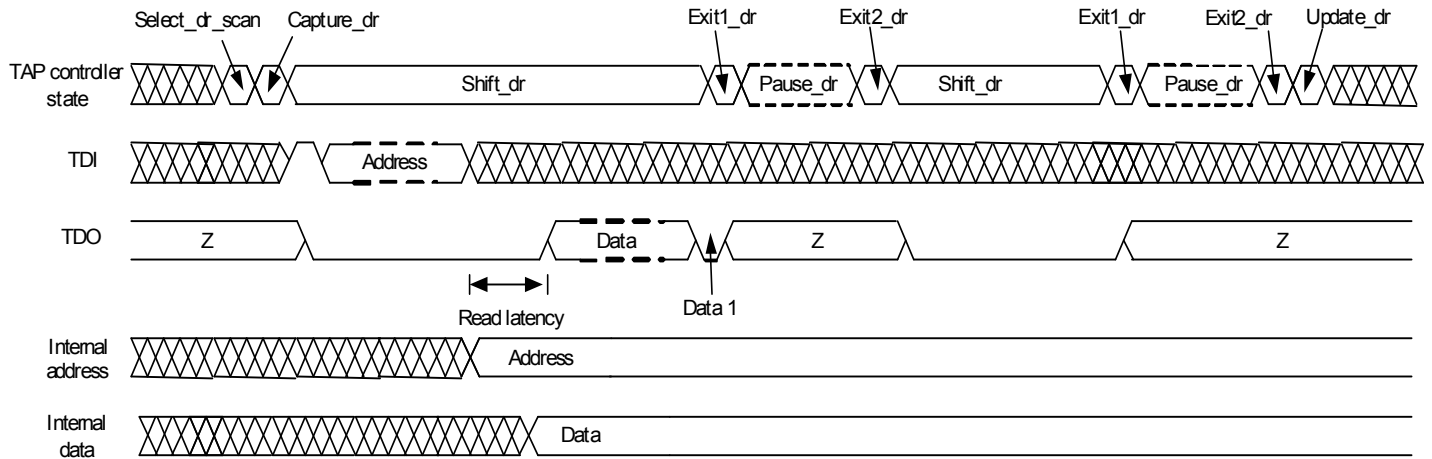 Select_dr_scan Capture_dr Exit1_dr Exit2_dr Exit1_dr Exit2_dr Update_dr
TAP controller
state
Shift_dr Pause_dr Shift_dr Pause_dr
TDI
Address
TDO
Z Data Z Z
Data 1
Read latency
Internal
address
Address
Internal
data
Data